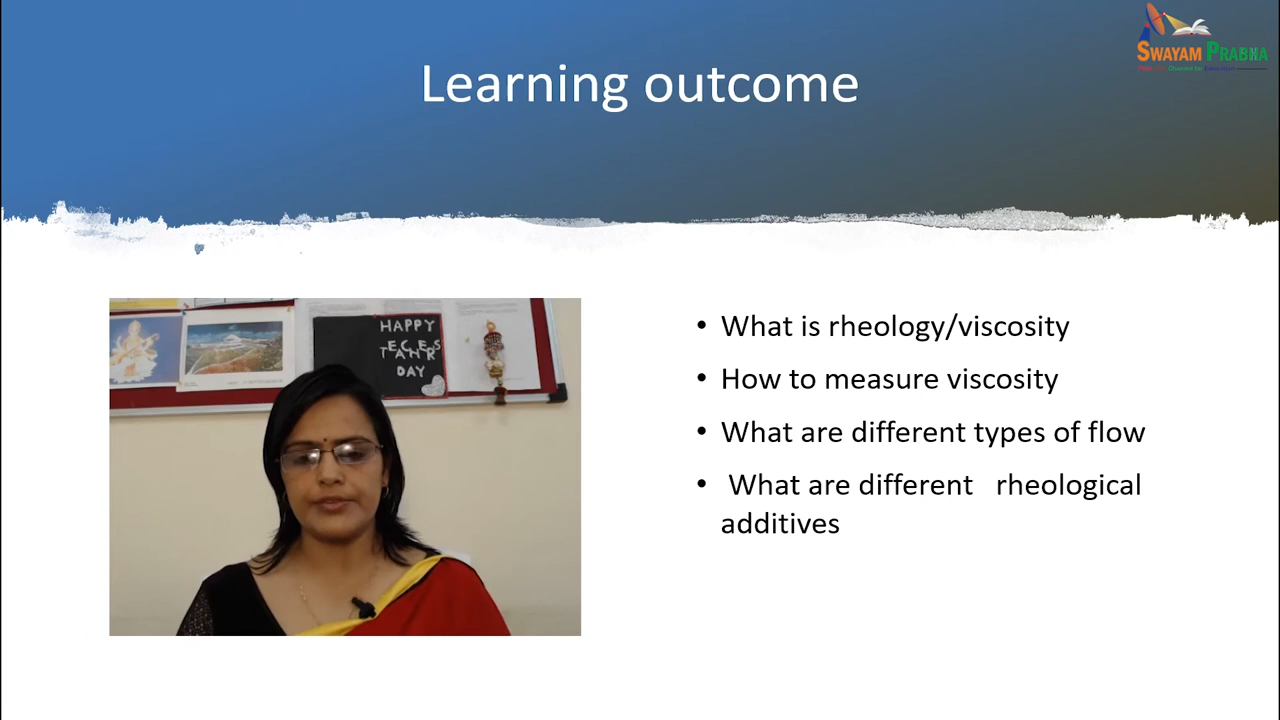 SWAYAM PRABHA
Learning outcome
HAPPY
TEACHERS
DAY
• What is rheology/viscosity
• How to measure viscosity
• What are different types of flow
• What are different rheological
additives